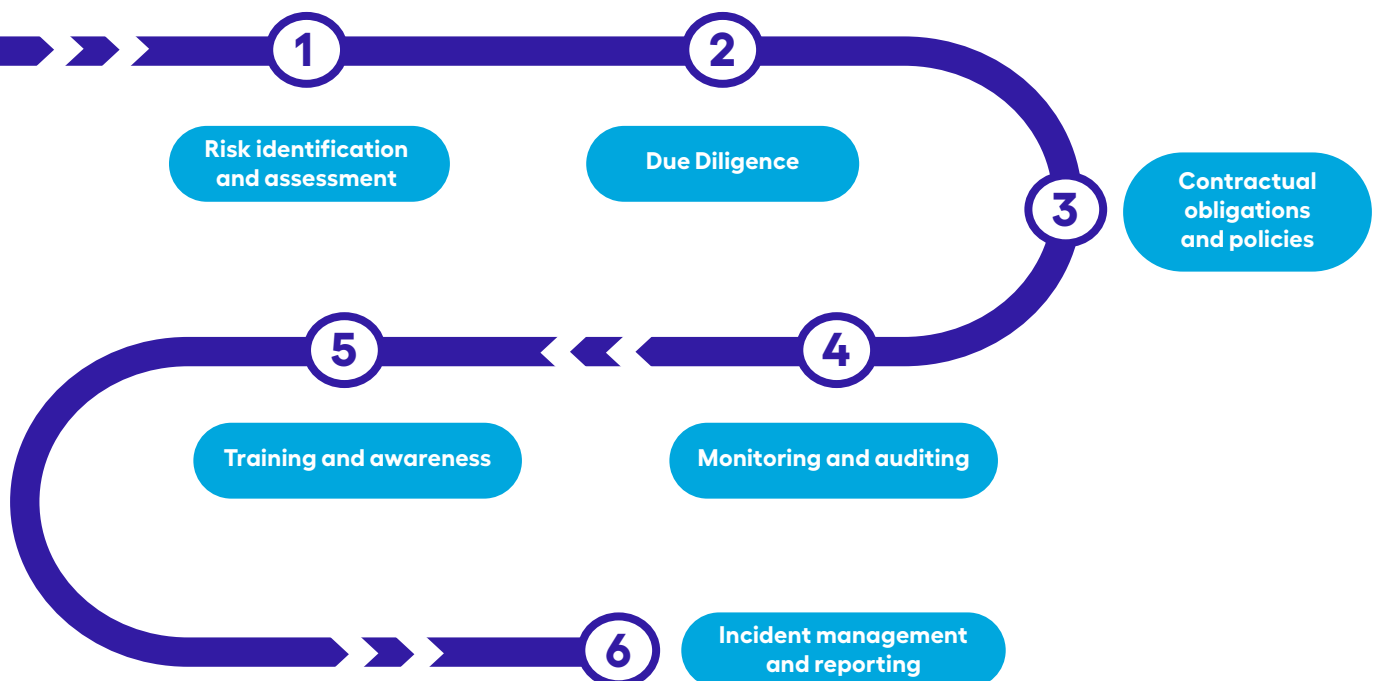 1
Risk identification
and assessment
2
Due Diligence
3
Contractual
obligations
and policies
4
Monitoring and auditing
5
Training and awareness
6
Incident management
and reporting